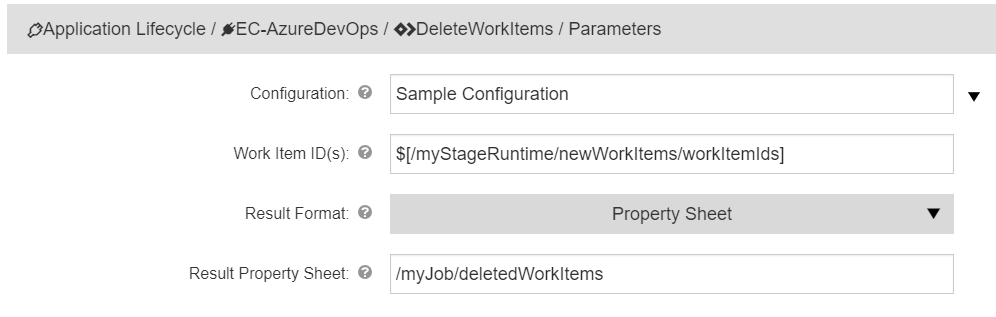 Application Lifecycle / EC-AzureDevOps / DeleteWorkItems / Parameters
Configuration: Sample Configuration
Work Item ID(s): $[/myStageRuntime/newWorkItems/workItemIds]
Result Format: Property Sheet
Result Property Sheet: /myJob/deletedWorkItems